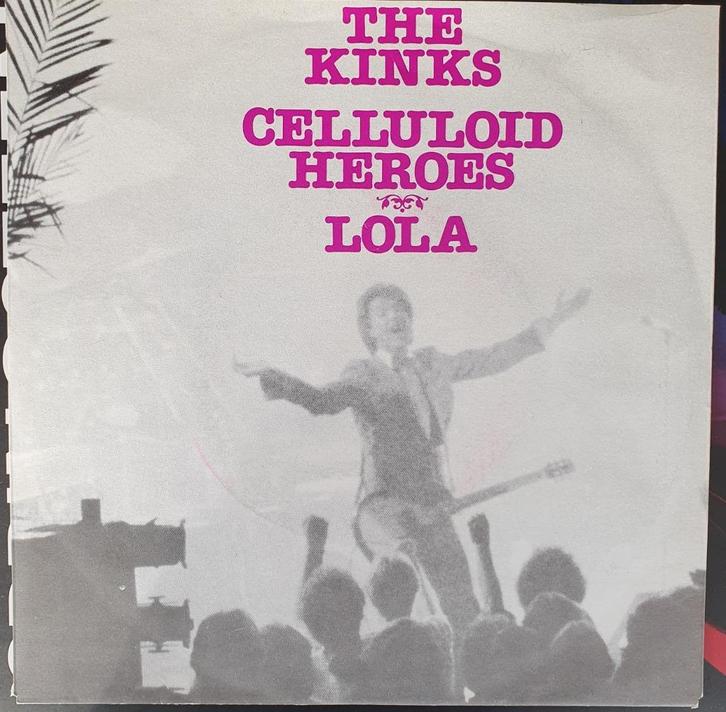 THE
KINKS
CELLULOID
HEROES
LOLA